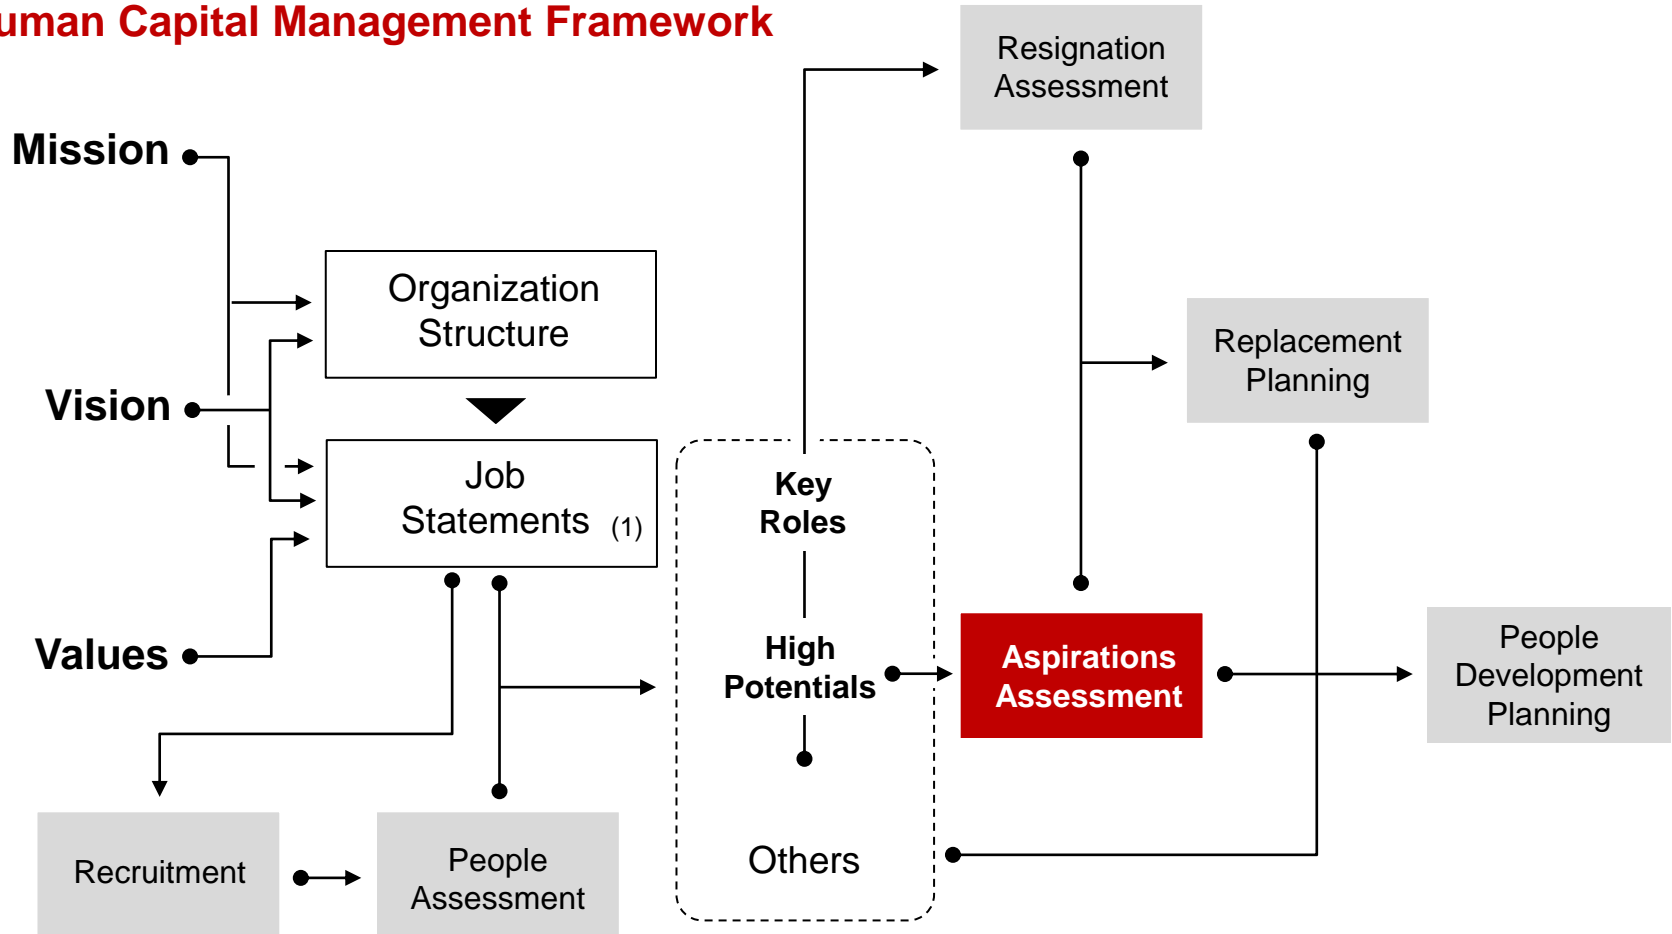 uman Capital Management Framework
Resignation
Assessment
Mission
Organization
Structure
Replacement
Planning
Vision
Job
Statements (1)
Key
Roles
Values
High
Potentials
Aspirations
Assessment
People
Development
Planning
Recruitment
People
Assessment
Others